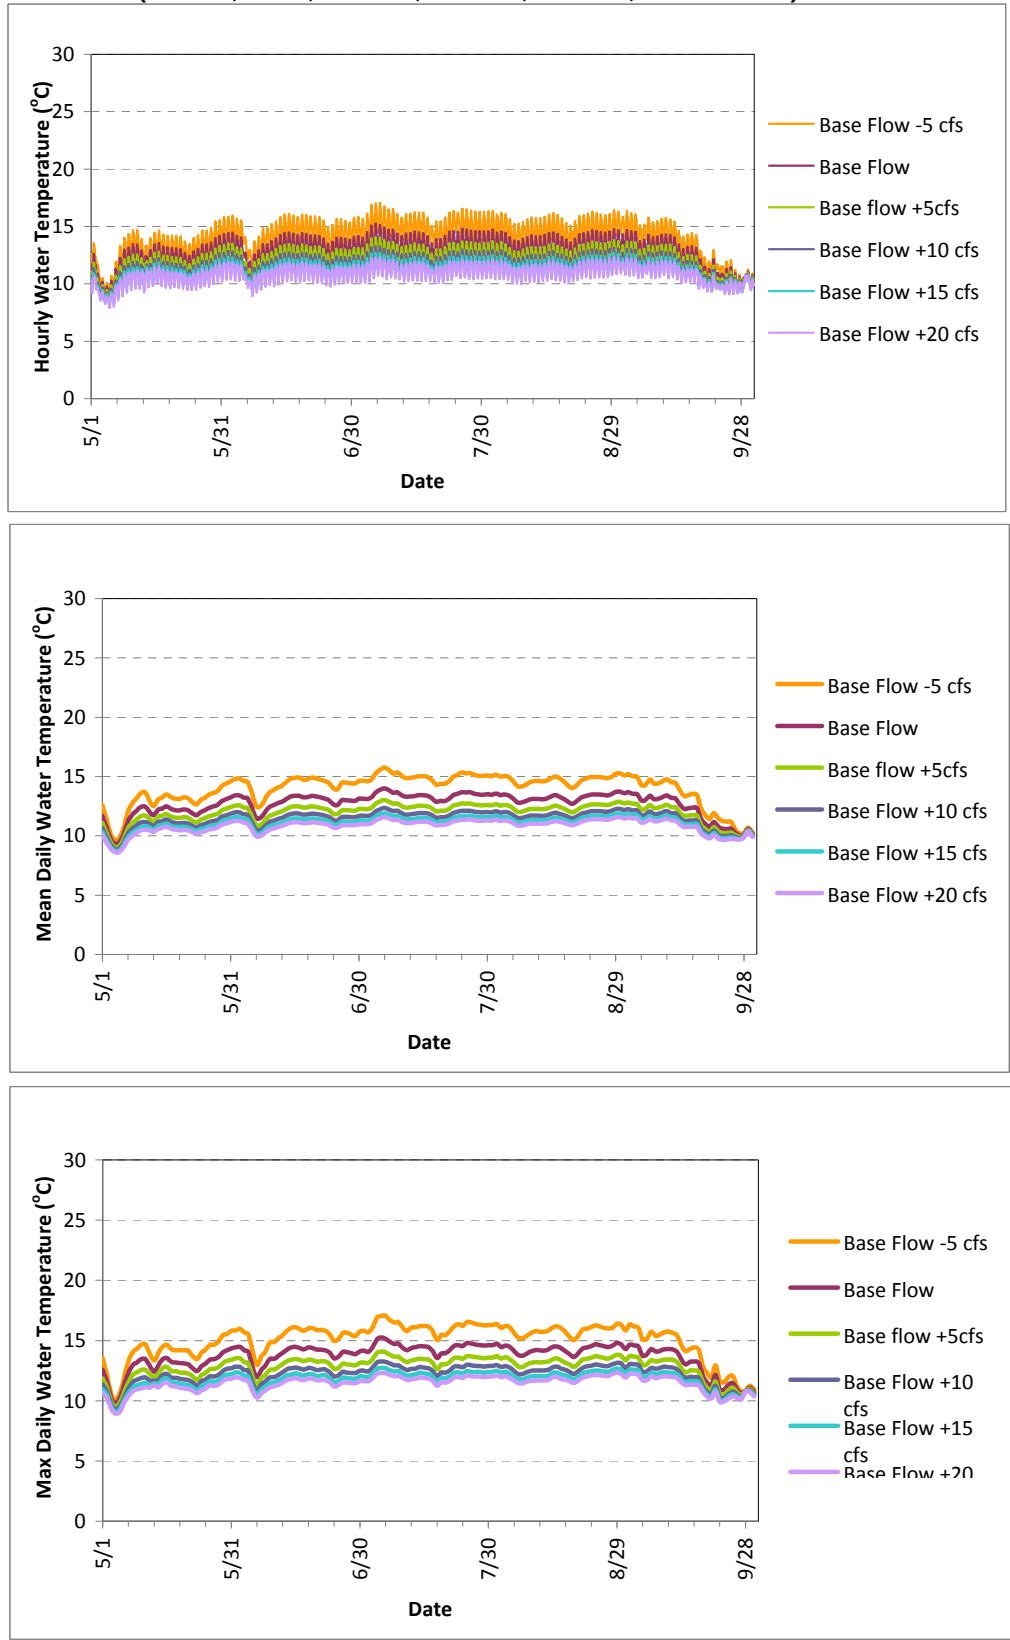 30
25
20
15
10
5
0
Hourly Water Temperature (°C)
5/1
5/31
6/30
7/30
8/29
9/28
Date
Base Flow -5 cfs
Base Flow
Base flow +5cfs
Base Flow +10 cfs
Base Flow +15 cfs
Base Flow +20 cfs
30
25
20
15
10
5
0
Mean Daily Water Temperature (°C)
5/1
5/31
6/30
7/30
8/29
9/28
Date
Base Flow -5 cfs
Base Flow
Base flow +5cfs
Base Flow +10 cfs
Base Flow +15 cfs
Base Flow +20 cfs
30
25
20
15
10
5
0
Max Daily Water Temperature (°C)
5/1
5/31
6/30
7/30
8/29
9/28
Date
Base Flow -5 cfs
Base Flow
Base flow +5cfs
Base Flow +10
cfs
Base Flow +15
cfs
Base Flow +20